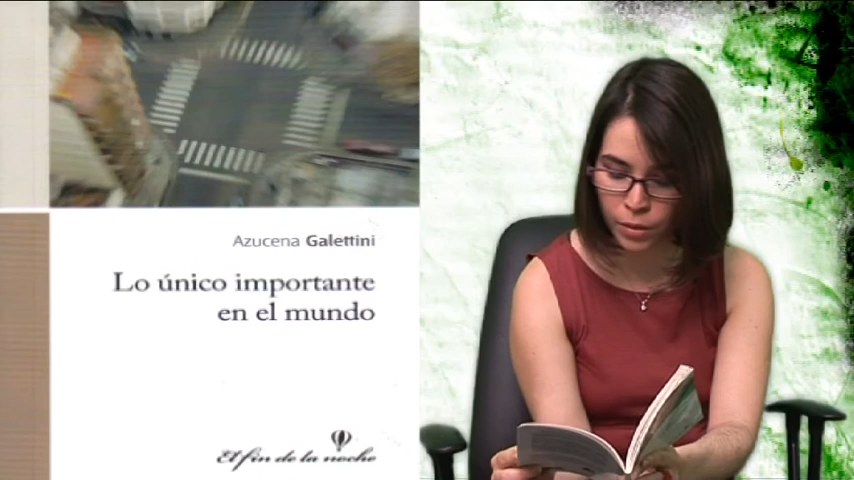 Azucena Galettini
Lo único importante
en el mundo
El fin de la noche